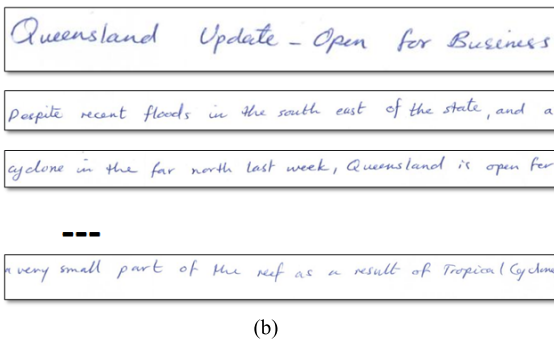 Queensland Update - Open for Business
Despite recent floods in the south east of the state, and a
cyclone in the far north last week, Queensland is open for
---
a very small part of the reef as a result of Tropical Cyclone
(b)